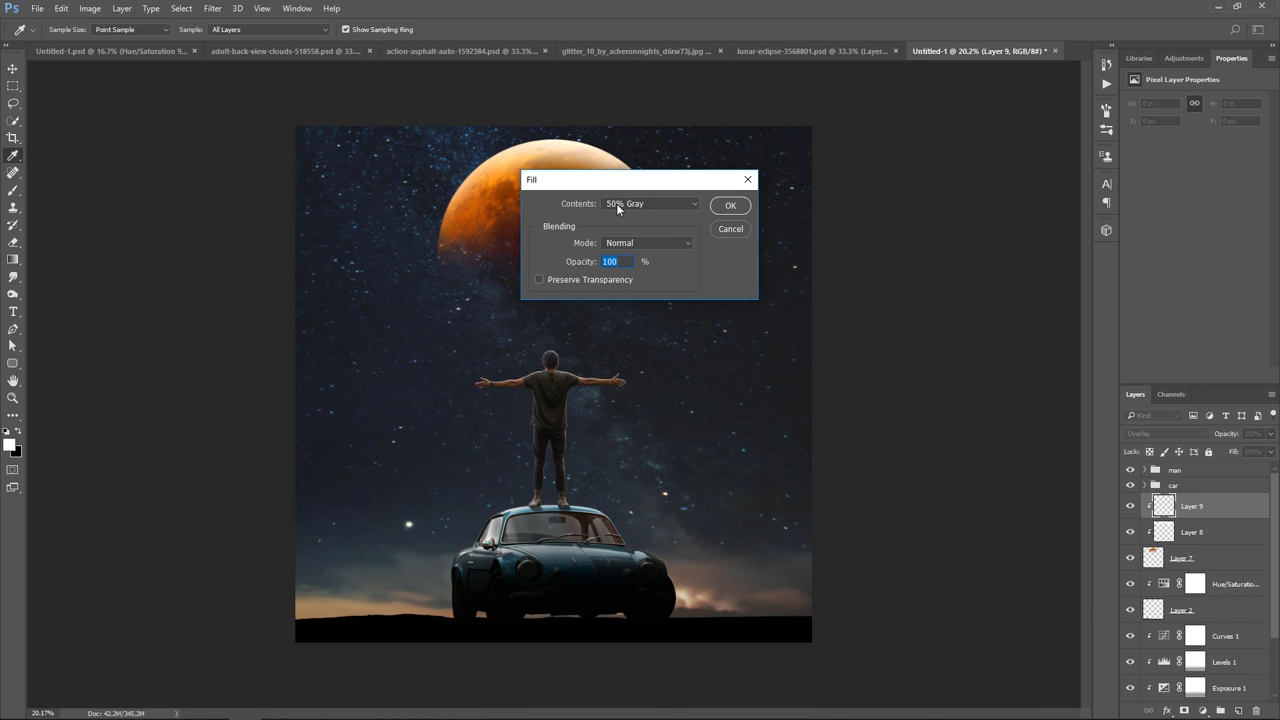 Ps File Edit Image Layer Type Select Filter 3D View Window Help
Sample Size: Point Sample Sample: All Layers Show Sampling Ring
Untitled-1.psd @ 16.7% (Hue/Saturation 9... × adult-back-view-clouds-518558.psd @ 33.... × action-asphalt-auto-1592384.psd @ 33.3%... × glitter_10_by_acheronnights_d6rw73j.jpg ... × lunar-eclipse-3568801.psd @ 33.3% (Layer... × Untitled-1 @ 20.2% (Layer 9, RGB/8#) * ×
Libraries Adjustments Properties
Pixel Layer Properties
W: 0 in H: 0 in
X: 0 px Y: 0 px
Fill
Contents: 50% Gray OK
Blending Cancel
Mode: Normal
Opacity: 100 %
Preserve Transparency
Layers Channels
Kind
Overlay Opacity: 100%
Lock: Fill: 100%
man
car
Layer 9
Layer 8
Layer 7
Hue/Saturatio...
Layer 2
Curves 1
Levels 1
Exposure 1
20.17% Doc: 42.2M/345.2M